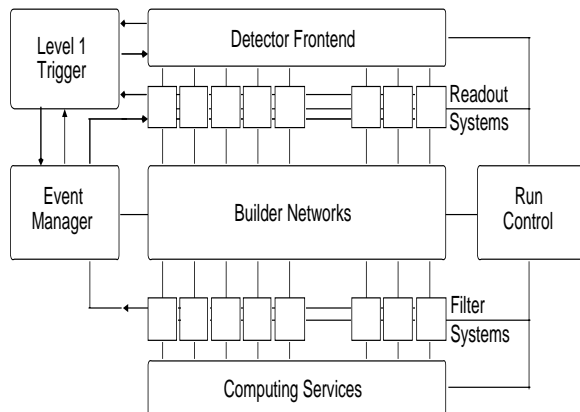 Level 1
Trigger
Detector Frontend
Readout
Systems
Event
Manager
Builder Networks
Run
Control
Filter
Systems
Computing Services